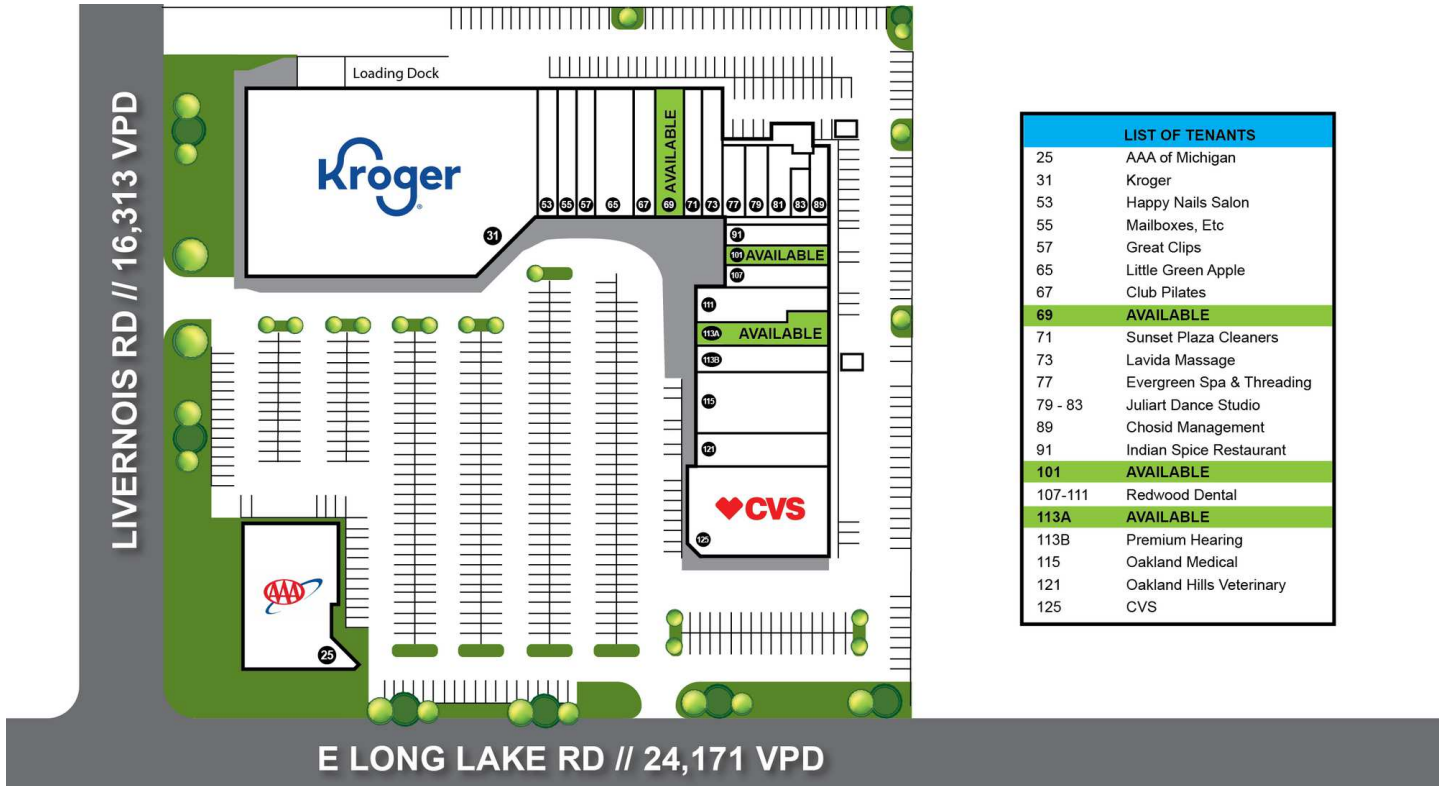 LIVERNOIS RD // 16,313 VPD
Loading Dock
Kroger
31
53
55
57
65
67
69 AVAILABLE
71
73
77
79
81
83
89
91
101 AVAILABLE
107
111
113A AVAILABLE
113B
115
121
CVS
125
AAA
25
E LONG LAKE RD // 24,171 VPD
LIST OF TENANTS
25 AAA of Michigan
31 Kroger
53 Happy Nails Salon
55 Mailboxes, Etc
57 Great Clips
65 Little Green Apple
67 Club Pilates
69 AVAILABLE
71 Sunset Plaza Cleaners
73 Lavida Massage
77 Evergreen Spa & Threading
79 - 83 Juliart Dance Studio
89 Chosid Management
91 Indian Spice Restaurant
101 AVAILABLE
107-111 Redwood Dental
113A AVAILABLE
113B Premium Hearing
115 Oakland Medical
121 Oakland Hills Veterinary
125 CVS